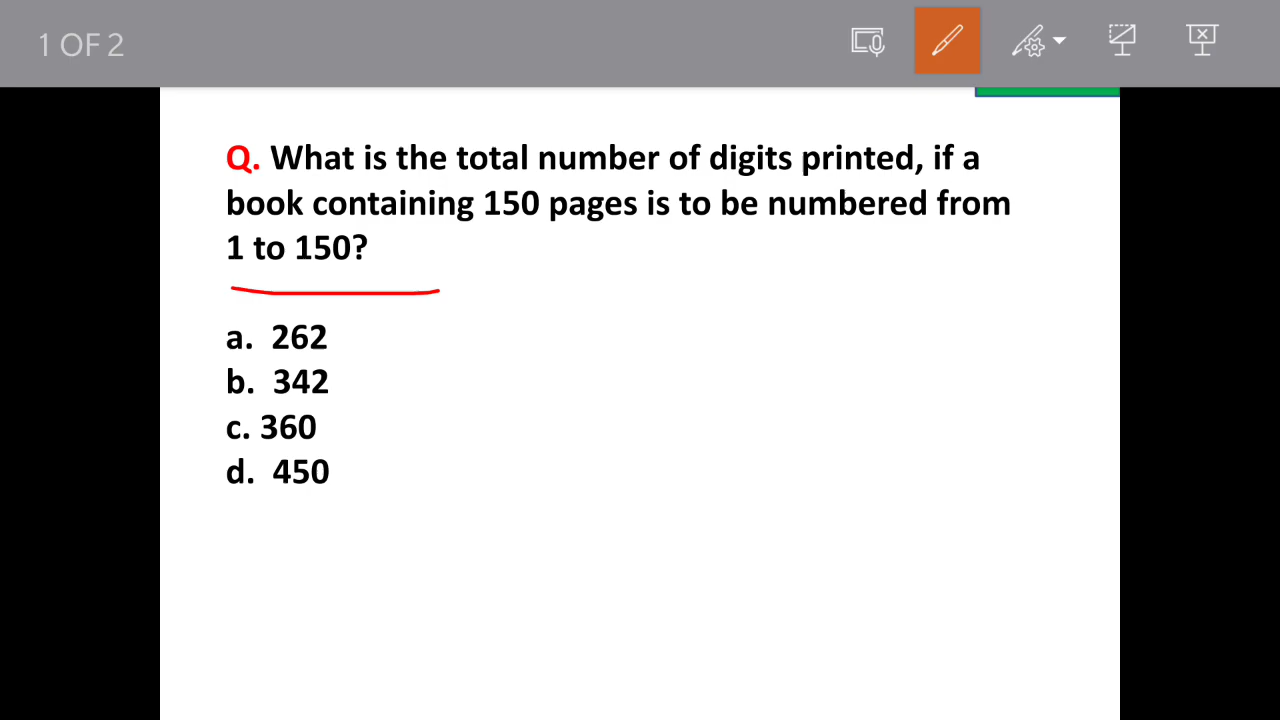 1 OF 2
Q. What is the total number of digits printed, if a
book containing 150 pages is to be numbered from
1 to 150?
a. 262
b. 342
c. 360
d. 450